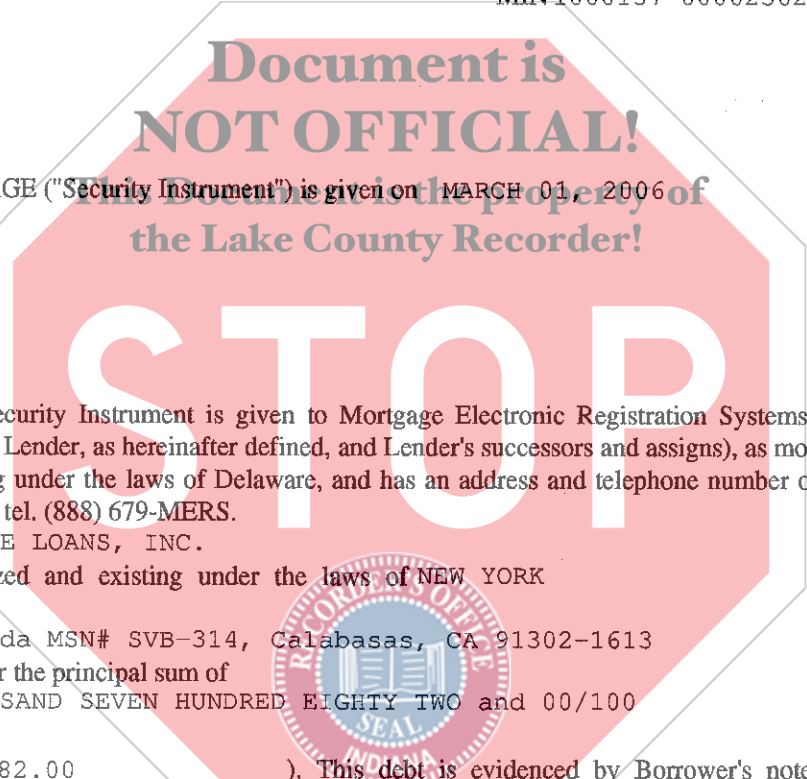 Document is
NOT OFFICIAL!
GE ("Security Instrument") is given on MARCH 01, 2006
This Document is the property of
the Lake County Recorder!
STOP
ecurity Instrument is given to Mortgage Electronic Registration Systems
Lender, as hereinafter defined, and Lender's successors and assigns), as mo
under the laws of Delaware, and has an address and telephone number o
tel. (888) 679-MERS.
E LOANS, INC.
zed and existing under the laws of NEW YORK
da MSN# SVB-314, Calabasas, CA 91302-1613
r the principal sum of
SAND SEVEN HUNDRED EIGHTY TWO and 00/100
RECORDER'S OFFICE
SEAL
INDIANA
82.00 ). This debt is evidenced by Borrower's note